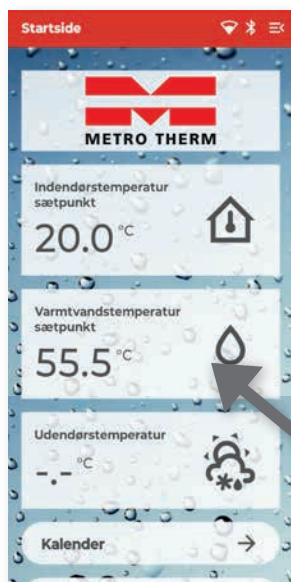 Startside
METRO THERM
Indendørstemperatur
sætpunkt
20.0 °C
Varmtvandstemperatur
sætpunkt
55.5 °C
Udendørstemperatur
-.- °C
Kalender